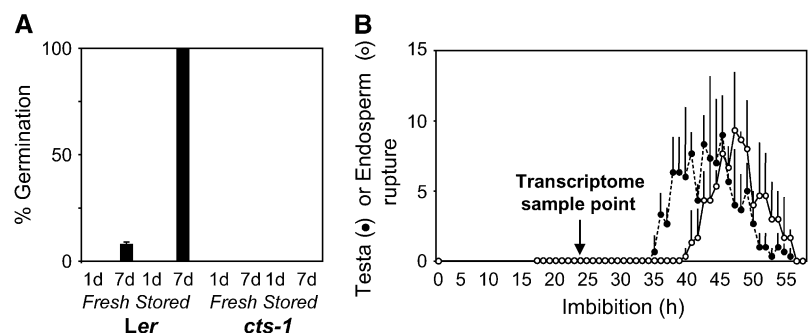 A
100
50
0
% Germination
1d 7d 1d 7d 1d 7d 1d 7d
Fresh Stored Fresh Stored
Ler cts-1
B
Testa (●) or Endosperm (○)
rupture
15
10
5
0
Transcriptome
sample point
0 5 10 15 20 25 30 35 40 45 50 55
Imbibition (h)